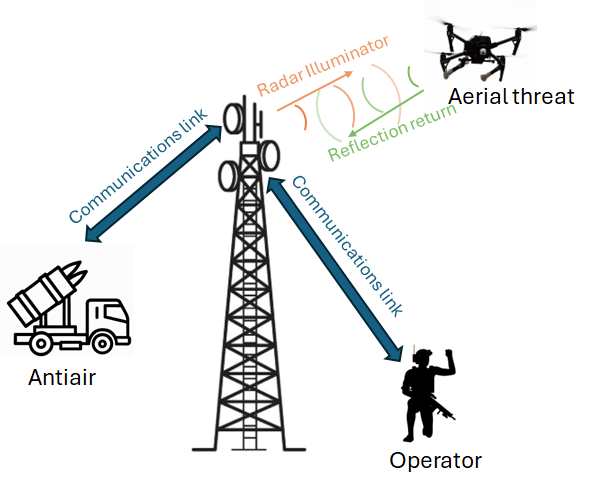 Radar Illuminator
Aerial threat
Reflection return
Communications link
Communications link
Antiair
Operator